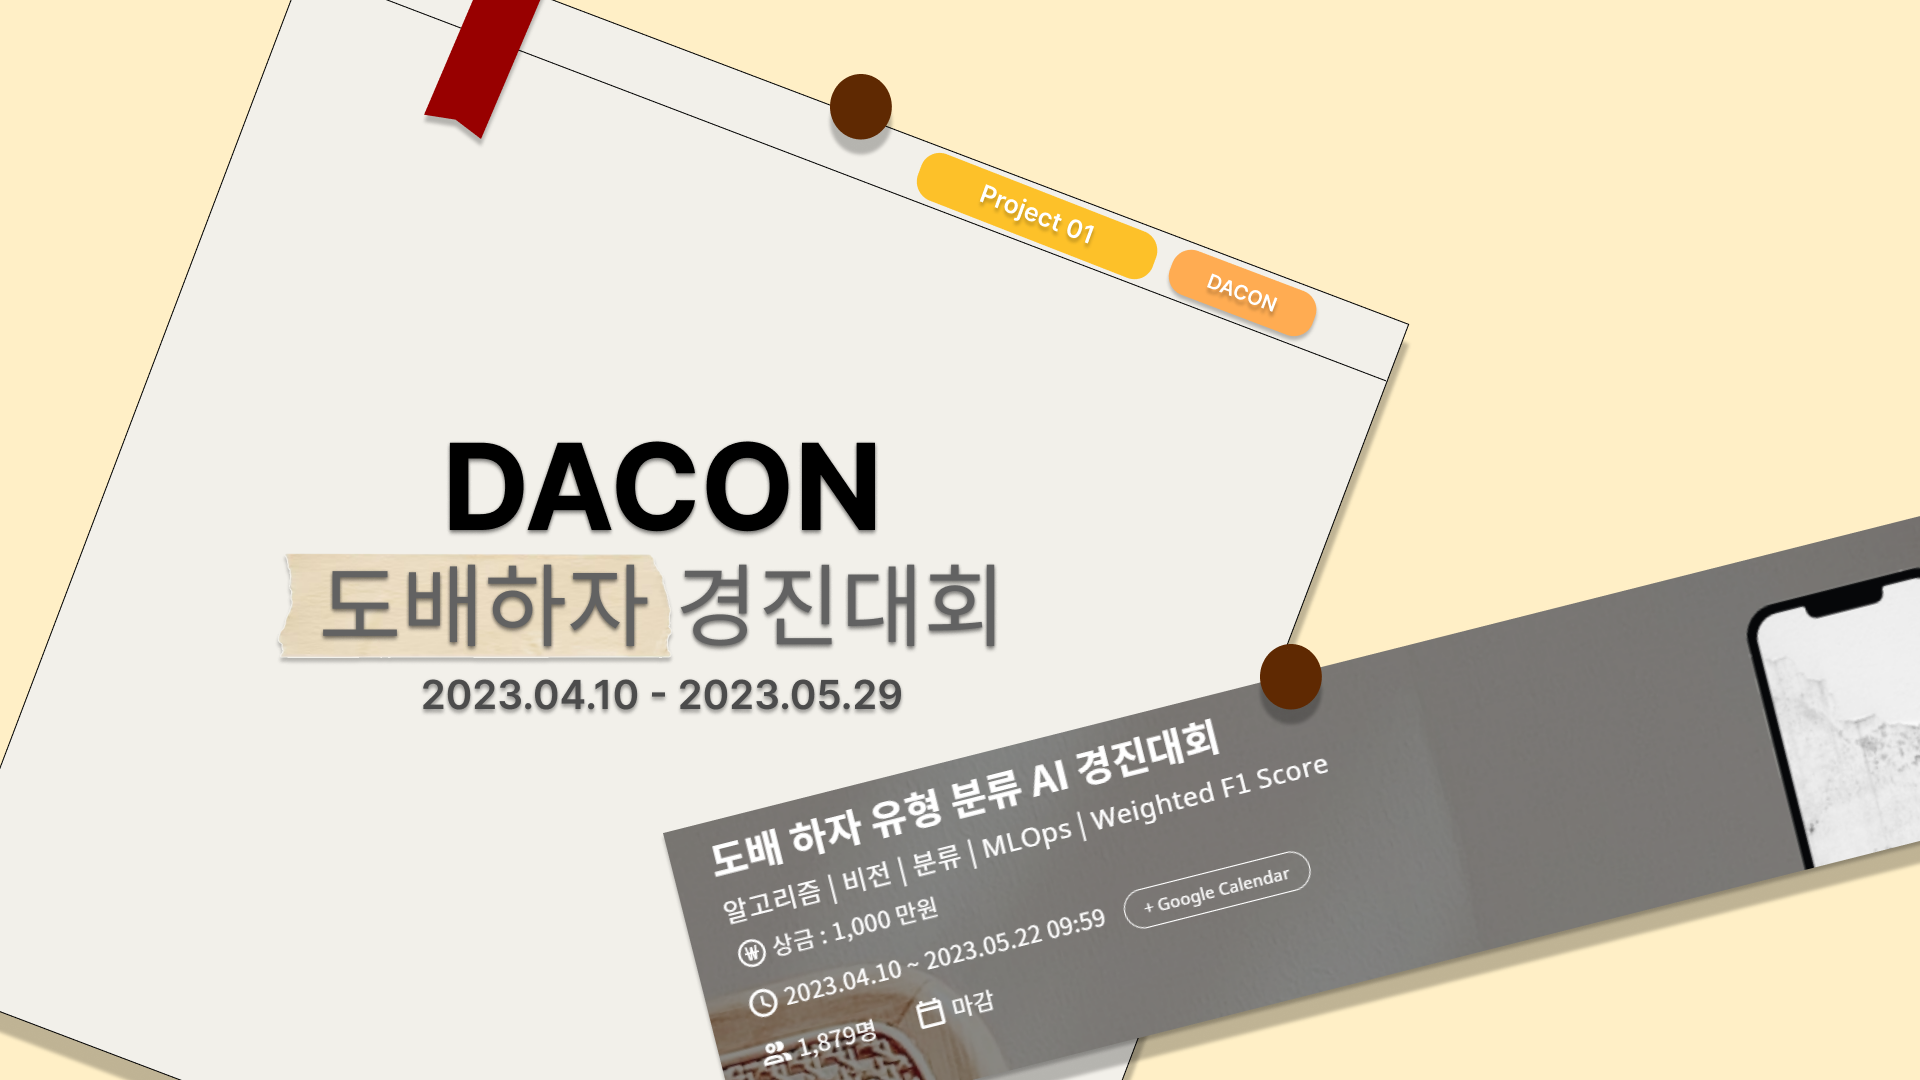 Project 01
DACON
DACON
도배하자 경진대회
2023.04.10 - 2023.05.29
도배 하자 유형 분류 AI 경진대회
알고리즘 | 비전 | 분류 | MLOps | Weighted F1 Score
₩ 상금 : 1,000 만원
2023.04.10 ~ 2023.05.22 09:59 + Google Calendar
1,879명 마감